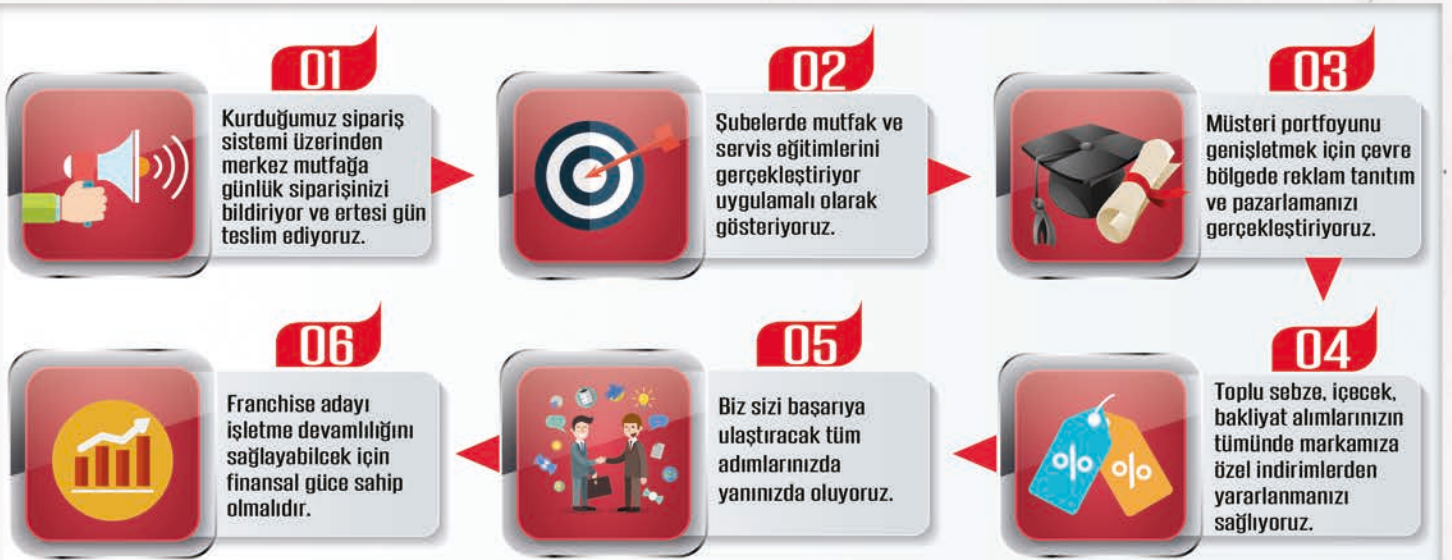 01
Kurduğumuz sipariş
sistemi üzerinden
merkez mutfağa
günlük siparişinizi
bildiriyor ve ertesi gün
teslim ediyoruz.
02
Şubelerde mutfak ve
servis eğitimlerini
gerçekleştiriyor
uygulamalı olarak
gösteriyoruz.
03
Müsteri portfoyunu
genişletmek için çevre
bölgede reklam tanıtım
ve pazarlamanızı
gerçekleştiriyoruz.
04
Toplu sebze, içecek,
bakliyat alımlarınızın
tümünde markamıza
özel indirimlerden
yararlanmanızı
sağlıyoruz.
05
Biz sizi başarıya
ulaştıracak tüm
adımlarınızda
yanınızda oluyoruz.
06
Franchise adayı
işletme devamlılığını
sağlayabilcek için
finansal güce sahip
olmalıdır.